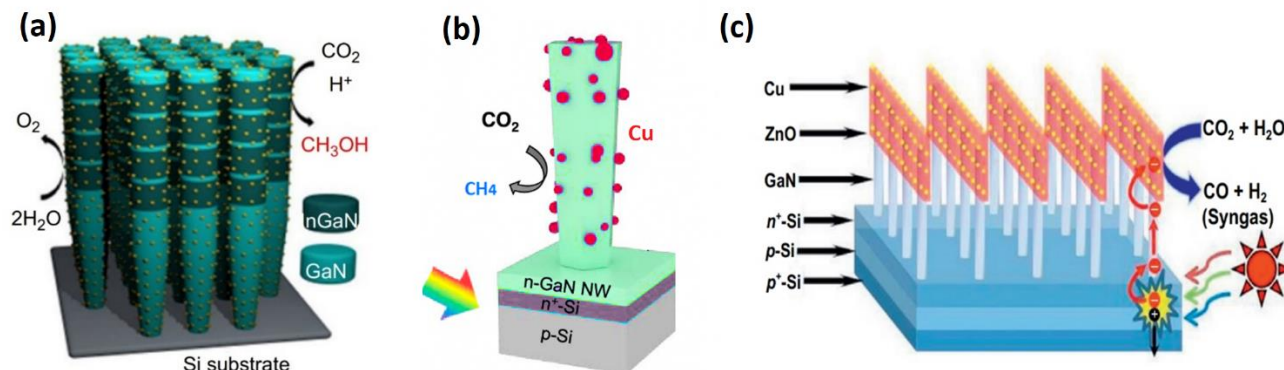 (a)
CO2
H+
O2
CH3OH
2H2O
nGaN
GaN
Si substrate
(b)
CO2
Cu
CH4
n-GaN NW
n+-Si
p-Si
(c)
Cu
ZnO
GaN
n+-Si
p-Si
p+-Si
CO2 + H2O
CO + H2
(Syngas)